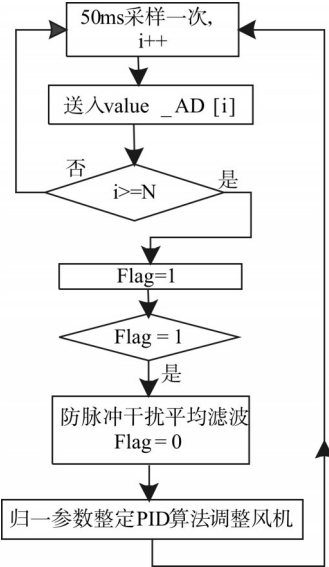 50ms采样一次,
i++
送入value _AD [i]
否
是
i>=N
Flag=1
Flag = 1
是
防脉冲干扰平均滤波
Flag = 0
归一参数整定PID算法调整风机